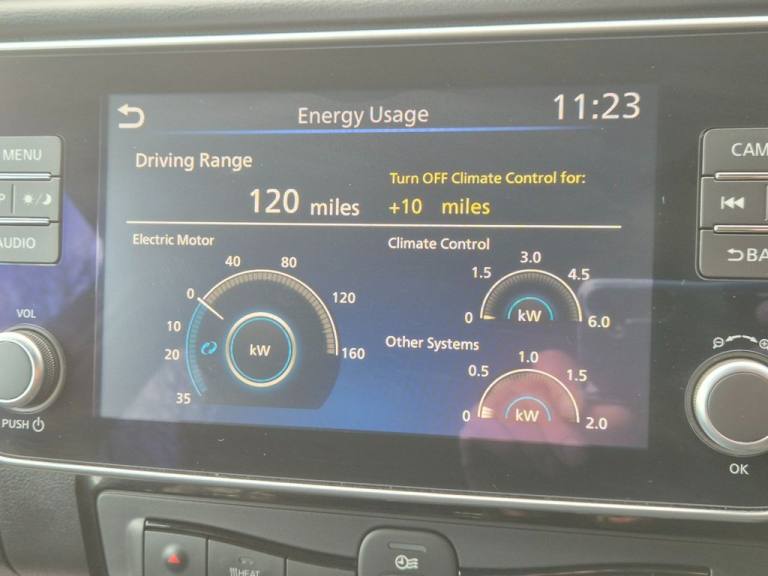 Energy Usage 11:23
MENU
CAM
Driving Range
Turn OFF Climate Control for:
120 miles
+10 miles
P
AUDIO
BA
Electric Motor
Climate Control
0 40 80 120 160
10
20
35
kW
0 1.5 3.0 4.5 6.0
kW
Other Systems
0 0.5 1.0 1.5 2.0
kW
VOL
PUSH
OK
HEAT